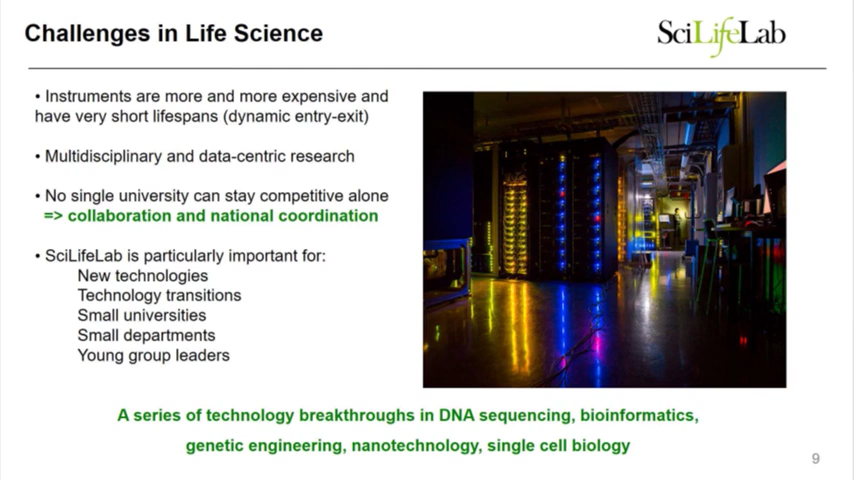 Challenges in Life Science
SciLifeLab
• Instruments are more and more expensive and
have very short lifespans (dynamic entry-exit)
• Multidisciplinary and data-centric research
• No single university can stay competitive alone
=> collaboration and national coordination
• SciLifeLab is particularly important for:
New technologies
Technology transitions
Small universities
Small departments
Young group leaders
A series of technology breakthroughs in DNA sequencing, bioinformatics,
genetic engineering, nanotechnology, single cell biology
9